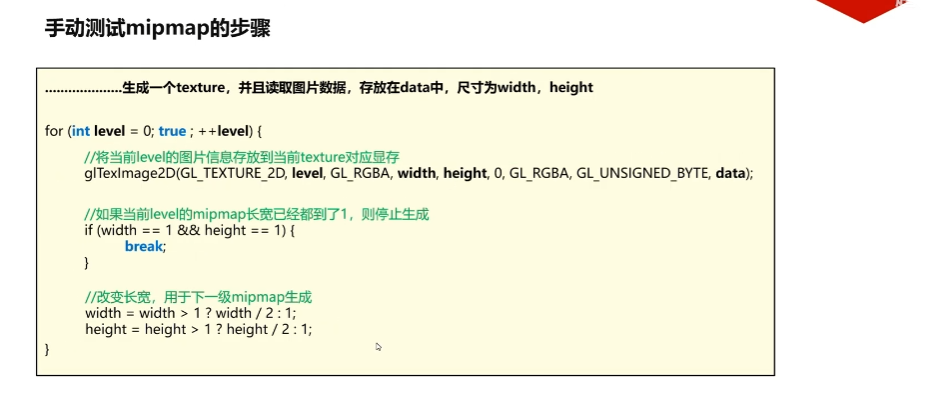 手动测试mipmap的步骤
....................生成一个texture，并且读取图片数据，存放在data中，尺寸为width，height
for (int level = 0; true ; ++level) {
//将当前level的图片信息存放到当前texture对应显存
glTexImage2D(GL_TEXTURE_2D, level, GL_RGBA, width, height, 0, GL_RGBA, GL_UNSIGNED_BYTE, data);
//如果当前level的mipmap长宽已经都到了1，则停止生成
if (width == 1 && height == 1) {
break;
}
//改变长宽，用于下一级mipmap生成
width = width > 1 ? width / 2 : 1;
height = height > 1 ? height / 2 : 1;
}